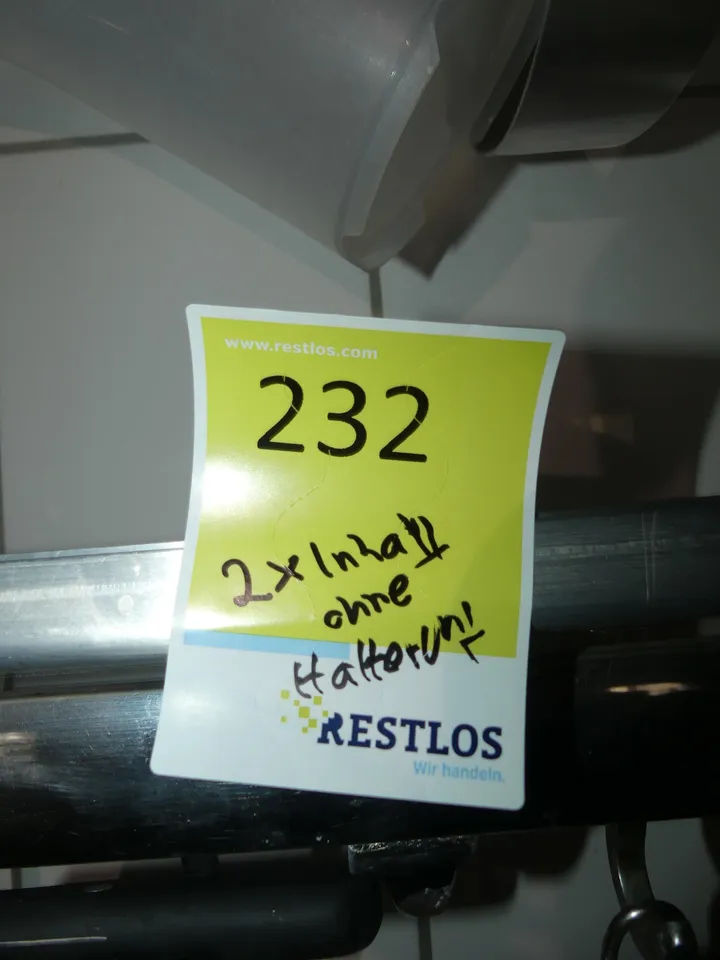 www.restlos.com
232
2x Inhalt
ohne
Halterung
RESTLOS
Wir handeln.